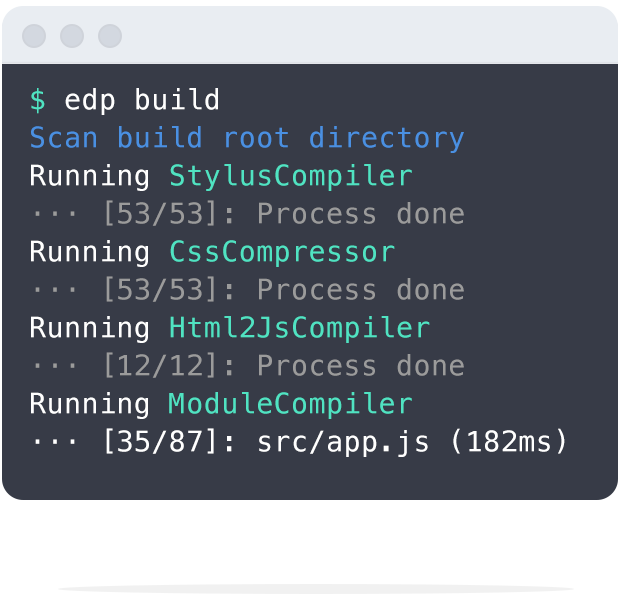 $ edp build
Scan build root directory
Running StylusCompiler
··· [53/53]: Process done
Running CssCompressor
··· [53/53]: Process done
Running Html2JsCompiler
··· [12/12]: Process done
Running ModuleCompiler
··· [35/87]: src/app.js (182ms)